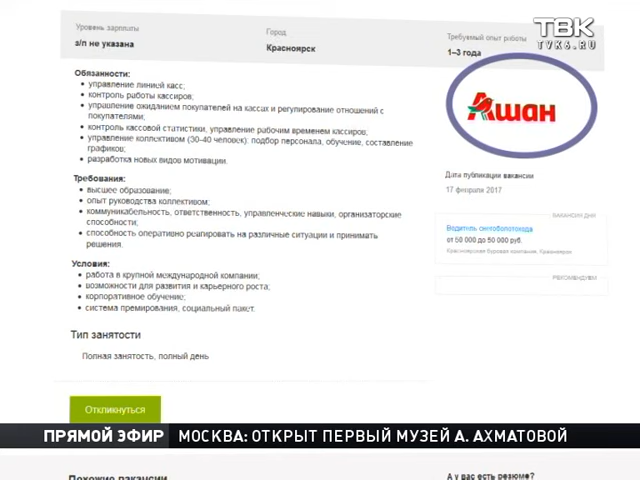 Уровень зарплаты
Город
Требуемый опыт работы
з/п не указана
Красноярск
1–3 года
ТВК
TVK6.RU
Обязанности:
управление линией касс;
контроль работы кассиров;
управление ожиданием покупателей на кассах и регулирование отношений с
покупателями;
контроль кассовой статистики, управление рабочим временем кассиров;
управление коллективом (30-40 человек): подбор персонала, обучение, составление
графиков;
разработка новых видов мотивации.
Требования:
высшее образование;
опыт руководства коллективом;
коммуникабельность, ответственность, управленческие навыки, организаторские
способности;
способность оперативно реагировать на различные ситуации и принимать
решения.
Условия:
работа в крупной международной компании;
возможности для развития и карьерного роста;
корпоративное обучение;
система премирования, социальный пакет.
Тип занятости
Полная занятость, полный день
Откликнуться
Ашан
Дата публикации вакансии
17 февраля 2017
ВАКАНСИИ ДНЯ
Водитель снегоболотохода
от 50 000 до 50 000 руб.
Красноярская буровая компания, Красноярск
РЕКОМЕНДУЕМ
ПРЯМОЙ ЭФИР
МОСКВА: ОТКРЫТ ПЕРВЫЙ МУЗЕЙ А. АХМАТОВОЙ
Похожие вакансии
А у вас есть резюме?